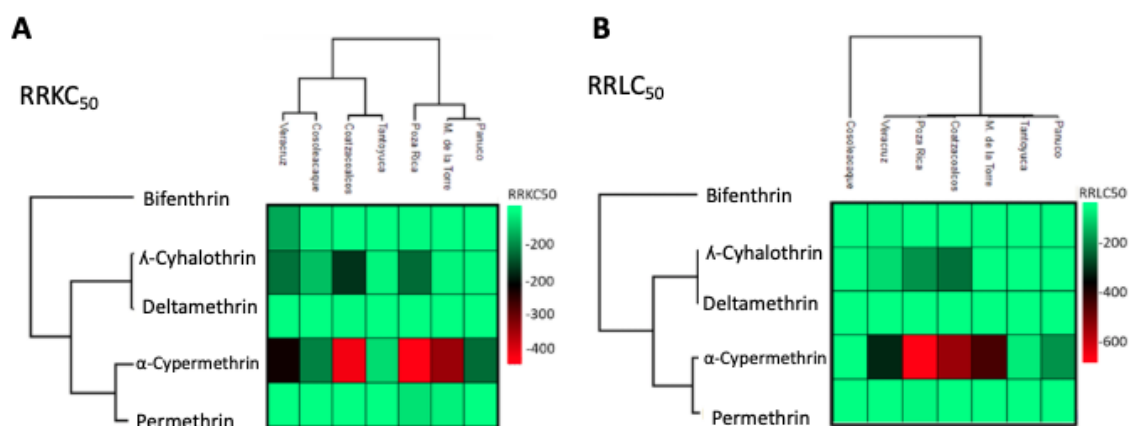 A
RRKC50
Veracruz
Cosoleacaque
Coatzacoalcos
Tantoyuca
Poza Rica
M. de la Torre
Panuco
Bifenthrin
ʎ-Cyhalothrin
Deltamethrin
α-Cypermethrin
Permethrin
RRKC50
-200
-200
-300
-400
B
RRLC50
Cosoleacaque
Veracruz
Poza Rica
Coatzacoalcos
M. de la Torre
Tantoyuca
Panuco
Bifenthrin
ʎ-Cyhalothrin
Deltamethrin
α-Cypermethrin
Permethrin
RRLC50
-200
-400
-600